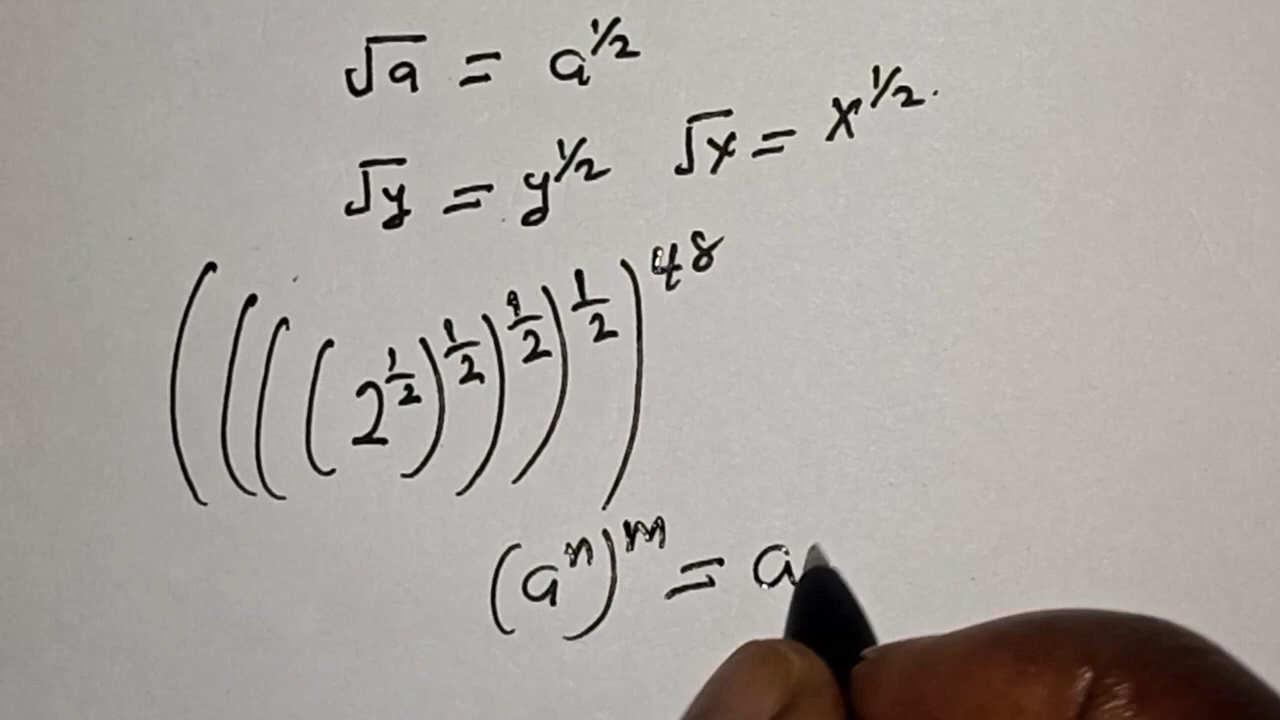 √a = a^1/2
√y = y^1/2 √x = x^1/2.
((((2^1/2)^1/2)^1/2)^1/2)^48
(a^n)^m = a